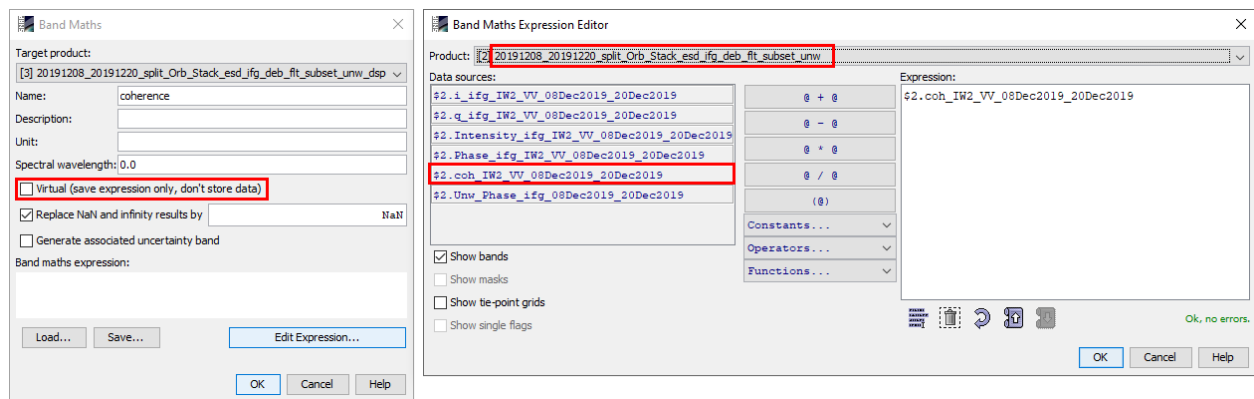 Band Maths
Target product:
[3] 20191208_20191220_split_Orb_Stack_esd_ifg_deb_flt_subset_unw_dsp
Name: coherence
Description:
Unit:
Spectral wavelength: 0.0
Virtual (save expression only, don't store data)
Replace NaN and infinity results by NaN
Generate associated uncertainty band
Band maths expression:
Load... Save... Edit Expression...
OK Cancel Help
Band Maths Expression Editor
Product: [2] 20191208_20191220_split_Orb_Stack_esd_ifg_deb_flt_subset_unw
Data sources: Expression:
$2.i_ifg_IW2_VV_08Dec2019_20Dec2019 @ + @ $2.coh_IW2_VV_08Dec2019_20Dec2019
$2.q_ifg_IW2_VV_08Dec2019_20Dec2019 @ - @
$2.Intensity_ifg_IW2_VV_08Dec2019_20Dec2019 @ * @
$2.Phase_ifg_IW2_VV_08Dec2019_20Dec2019
$2.coh_IW2_VV_08Dec2019_20Dec2019 @ / @
$2.Unw_Phase_ifg_08Dec2019_20Dec2019 (@)
Constants...
Operators...
Show bands
Functions...
Show masks
Show tie-point grids
Show single flags
Ok, no errors.
OK Cancel Help